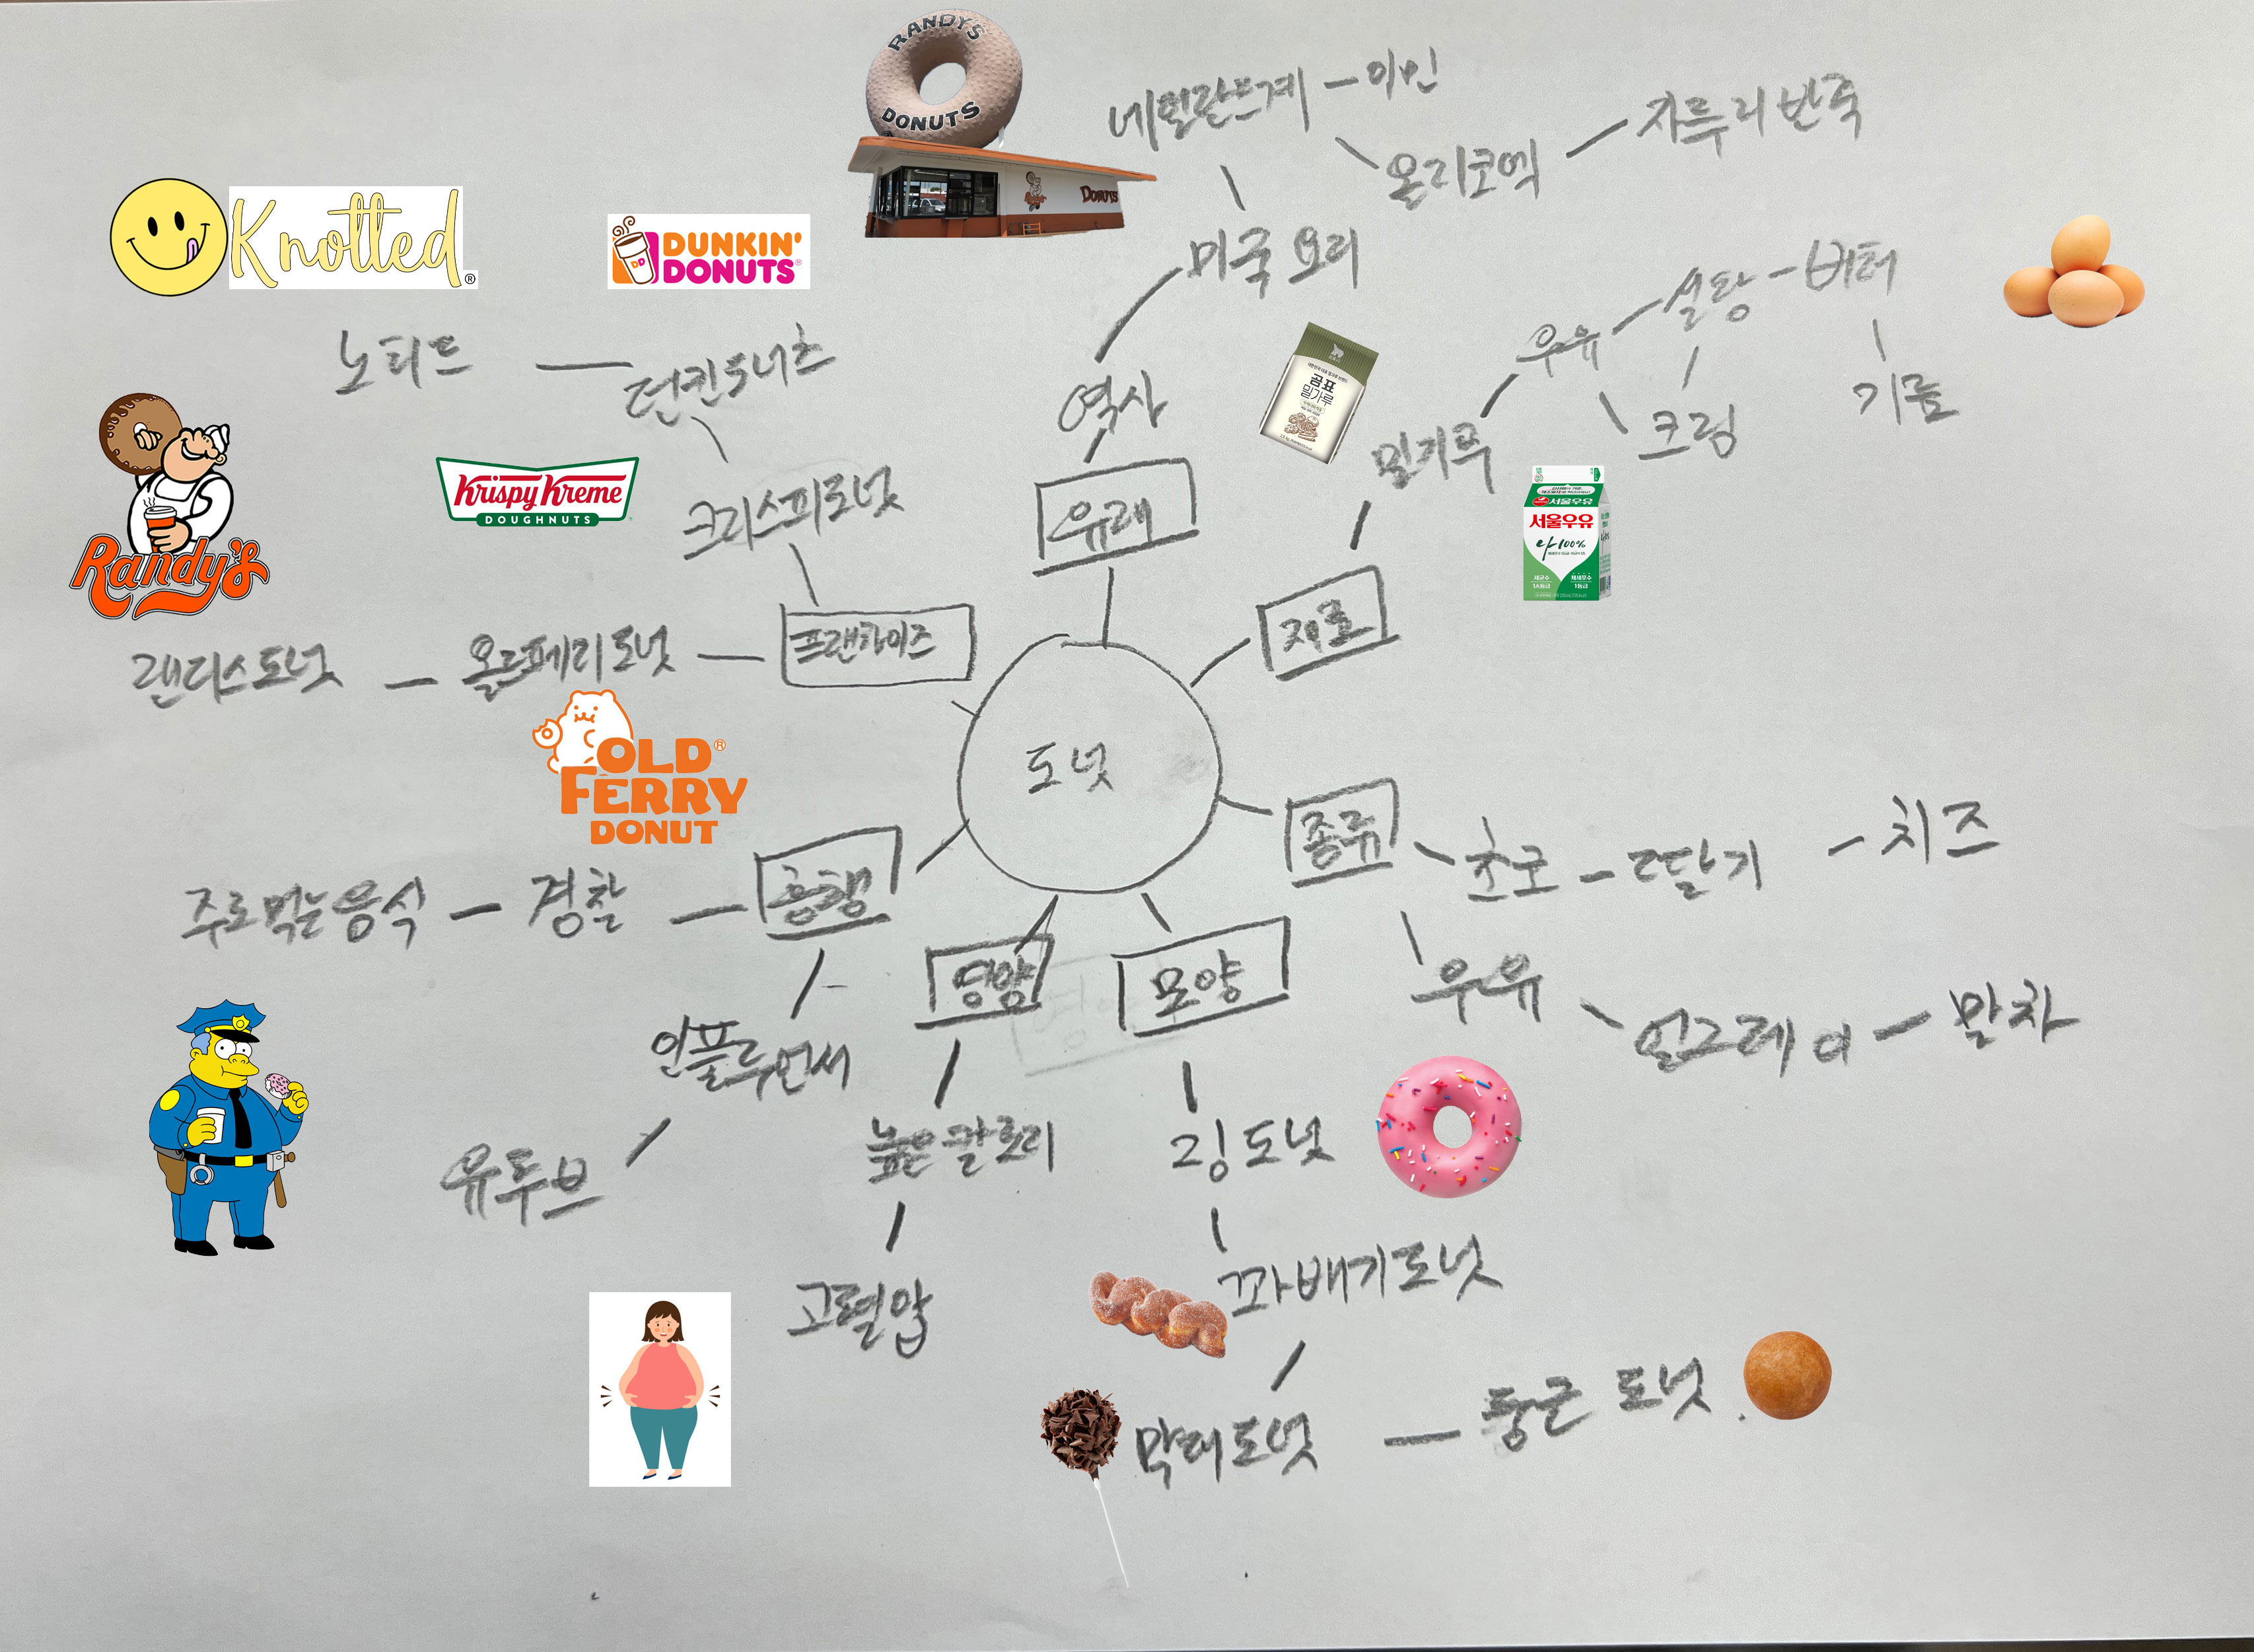 RANDY'S
DONUTS
DONUTS
네덜란드계 - 이민
올리코엑 - 자투리 반죽
미국 요리
역사
유래
Knotted®
DUNKIN'
DONUTS®
노티드 - 던킨도너츠
Krispy Kreme
DOUGHNUTS
크리스피도넛
Randy's
프랜차이즈
랜디스도넛 - 올드페리도넛
OLD®
FERRY
DONUT
곰표
밀가루
우유 - 설탕 - 버터
밀가루
크림
기름
서울우유
서울우유
나100%
재료
도넛
종류
초코 - 딸기 - 치즈
우유
얼그레이 - 말차
주로먹는음식 - 경찰
인플루언서
유투브
영양
높은칼로리
고혈압
모양
링도넛
꽈배기도넛
막대도넛 - 둥근 도넛.